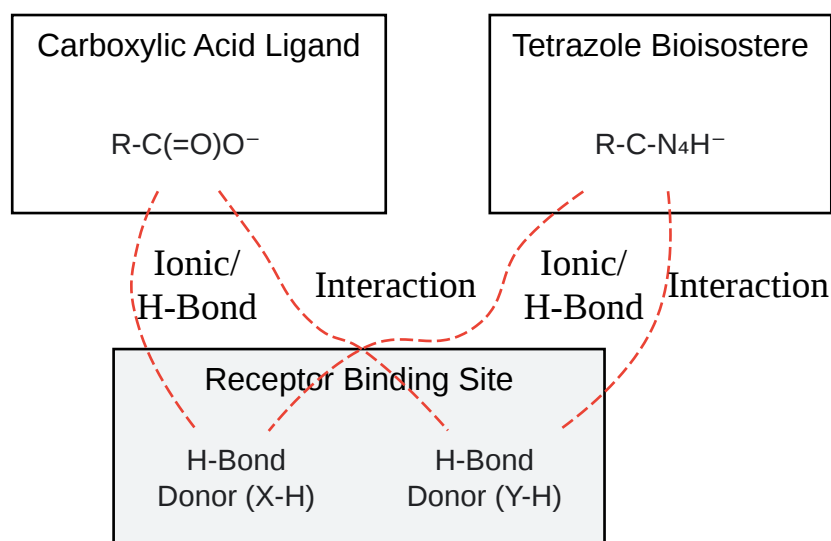 Carboxylic Acid Ligand
R-C(=O)O⁻
Tetrazole Bioisostere
R-C-N₄H⁻
Ionic/
H-Bond
Interaction
Ionic/
H-Bond
Interaction
Receptor Binding Site
H-Bond
Donor (X-H)
H-Bond
Donor (Y-H)